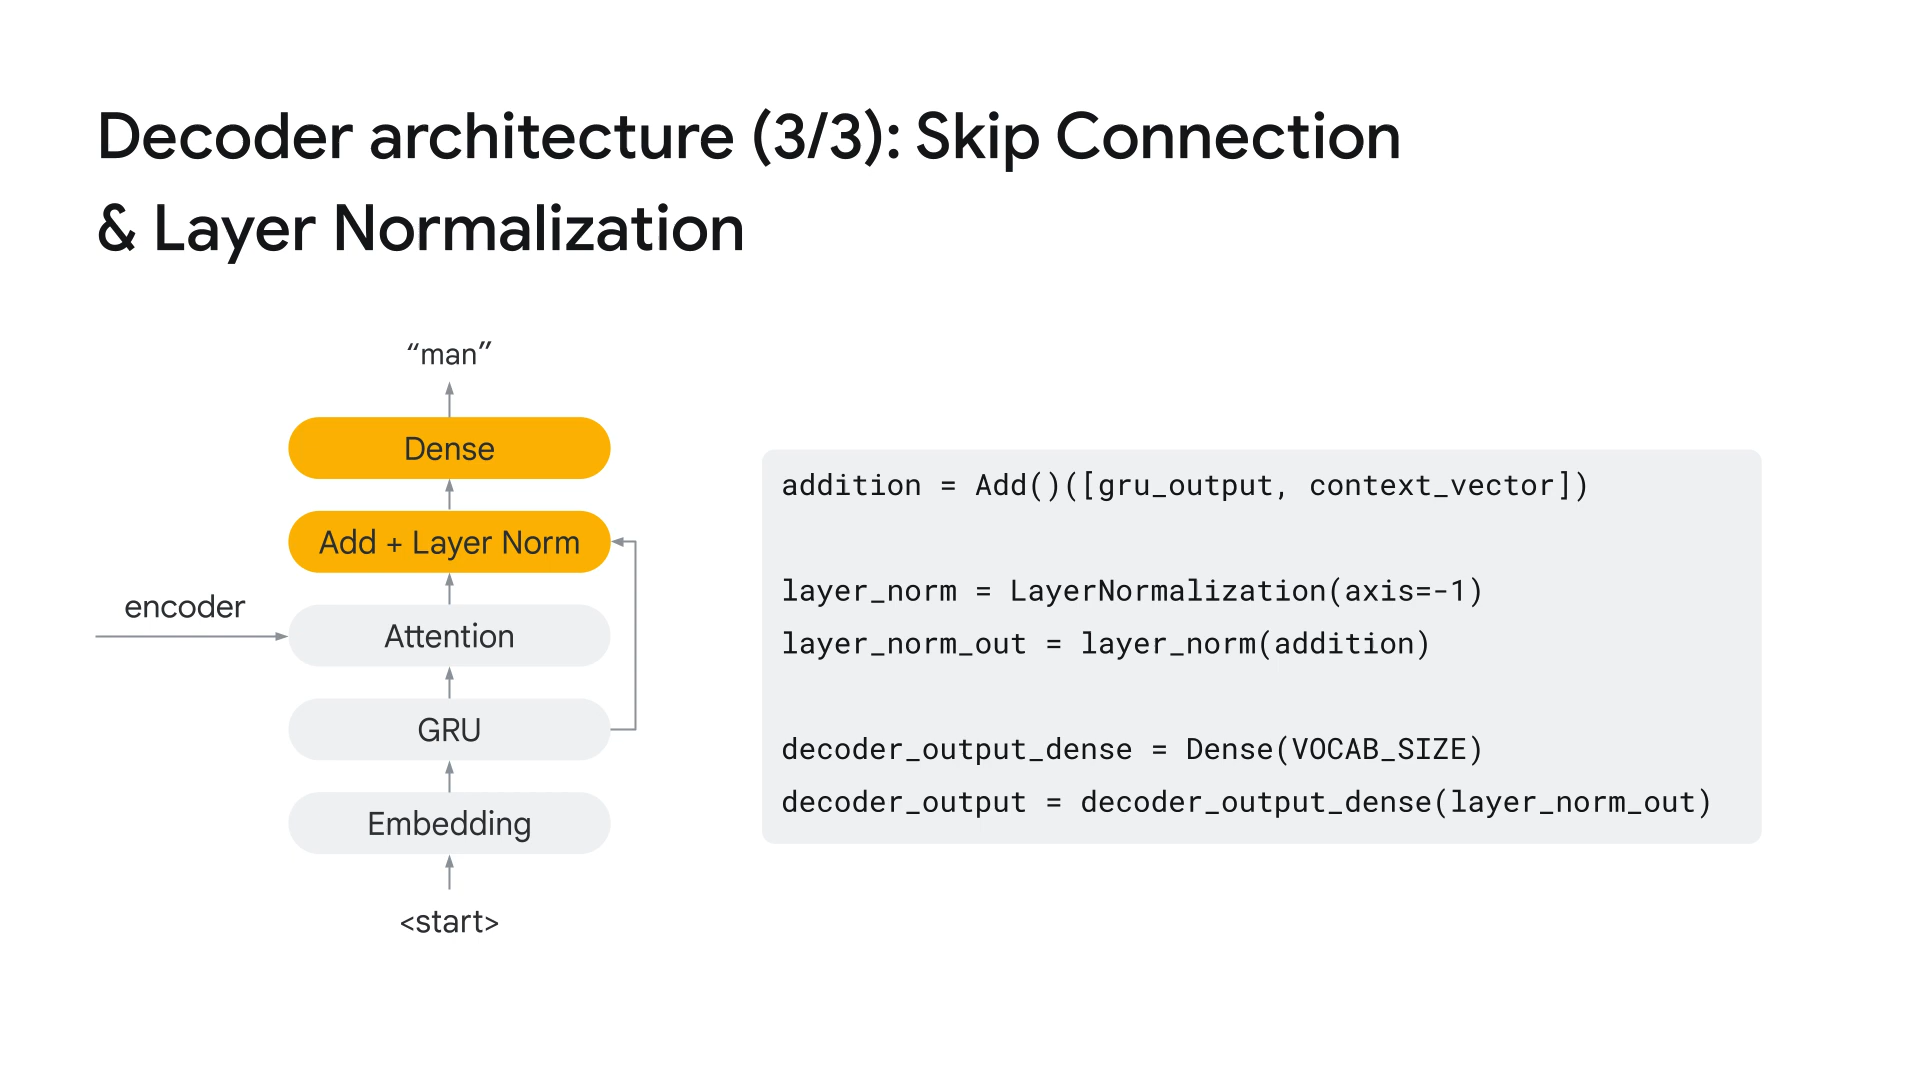 Decoder architecture (3/3): Skip Connection
& Layer Normalization
“man”
Dense
Add + Layer Norm
encoder
Attention
GRU
Embedding
<start>
addition = Add()([gru_output, context_vector])
layer_norm = LayerNormalization(axis=-1)
layer_norm_out = layer_norm(addition)
decoder_output_dense = Dense(VOCAB_SIZE)
decoder_output = decoder_output_dense(layer_norm_out)